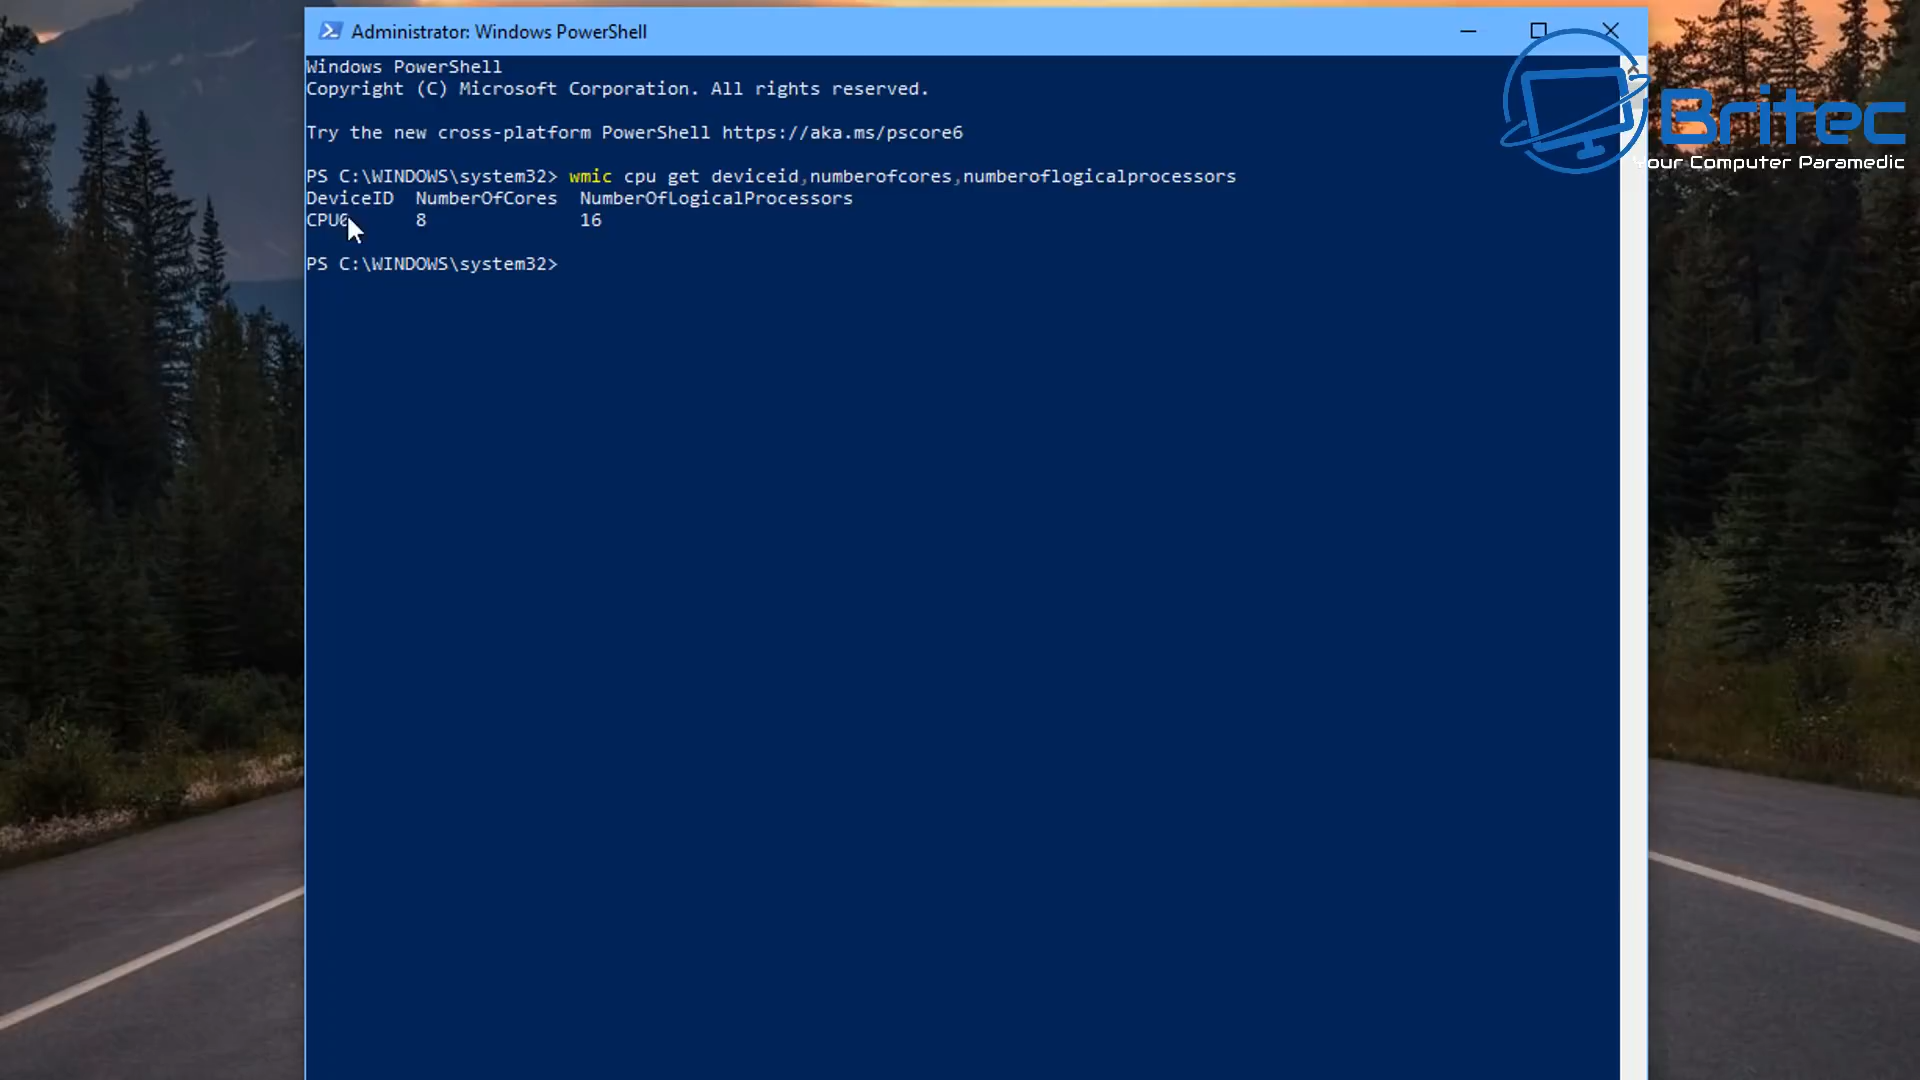 Administrator: Windows PowerShell
Windows PowerShell
Copyright (C) Microsoft Corporation. All rights reserved.
Try the new cross-platform PowerShell https://aka.ms/pscore6
PS C:\WINDOWS\system32> wmic cpu get deviceid,numberofcores,numberoflogicalprocessors
DeviceID NumberOfCores NumberOfLogicalProcessors
CPU0 8 16
PS C:\WINDOWS\system32>
Britec
Your Computer Paramedic